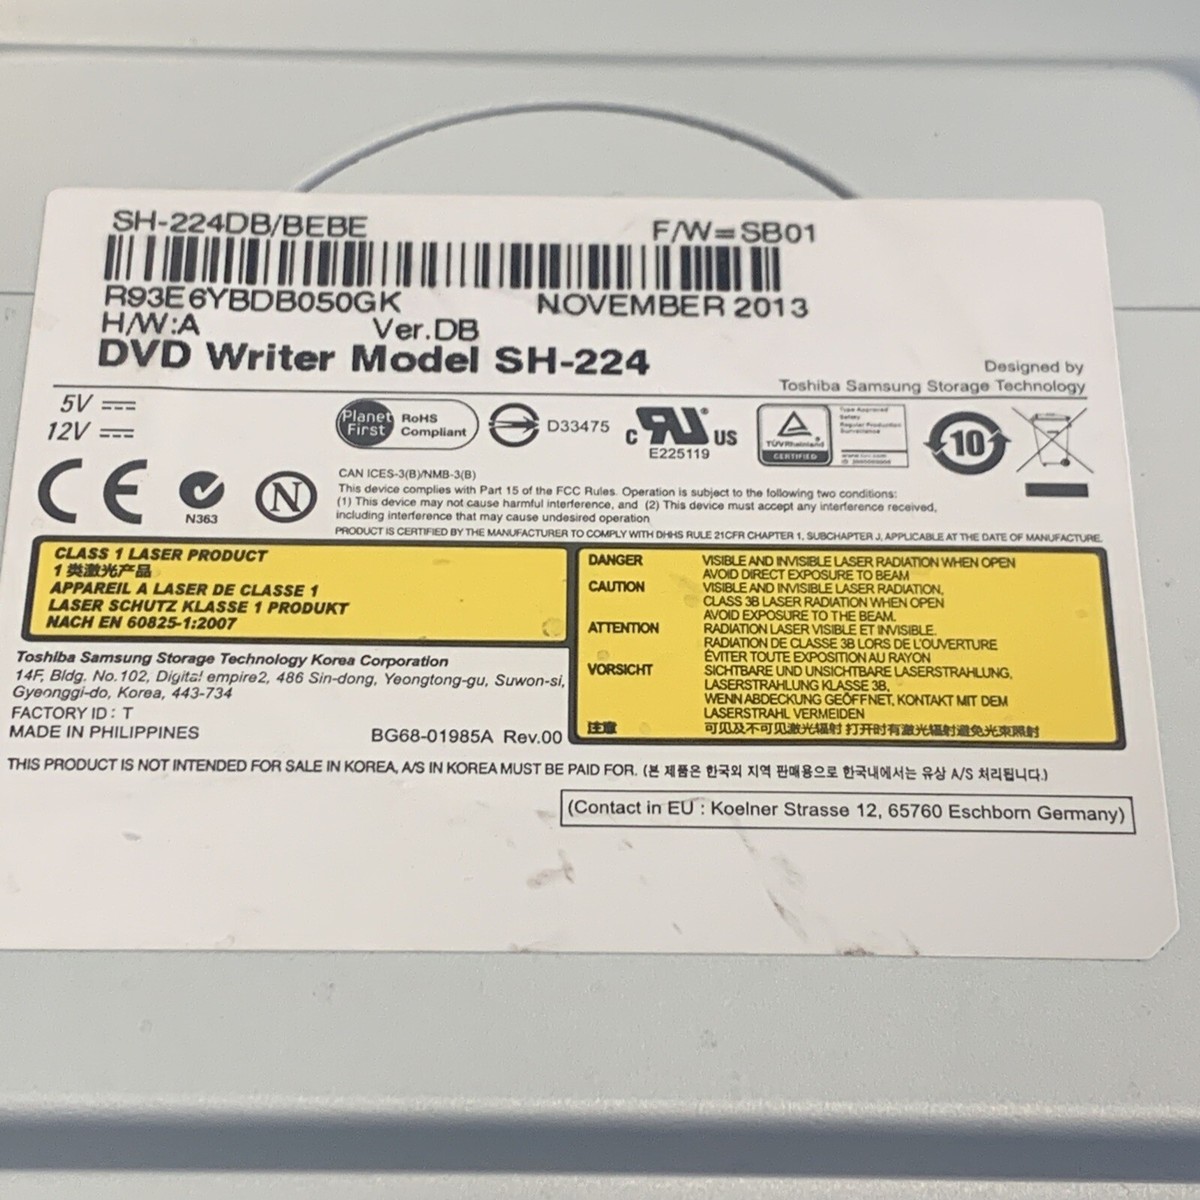 SH-224DB/BEBE F/W=SB01
R93E6YBDB050GK NOVEMBER 2013
H/W:A Ver.DB
DVD Writer Model SH-224
Designed by
Toshiba Samsung Storage Technology
5V
12V
Planet First RoHS Compliant
D33475
c RU US
E225119
TÜVRheinland
CERTIFIED
Type Approved
Safety
Regular Production
Surveillance
10
CE
N363
N
CAN ICES-3(B)/NMB-3(B)
This device complies with Part 15 of the FCC Rules. Operation is subject to the following two conditions:
(1) This device may not cause harmful interference, and (2) This device must accept any interference received,
including interference that may cause undesired operation
PRODUCT IS CERTIFIED BY THE MANUFACTURER TO COMPLY WITH DHHS RULE 21CFR CHAPTER 1, SUBCHAPTER J, APPLICABLE AT THE DATE OF MANUFACTURE.
CLASS 1 LASER PRODUCT
1 类激光产品
APPAREIL A LASER DE CLASSE 1
LASER SCHUTZ KLASSE 1 PRODUKT
NACH EN 60825-1:2007
DANGER VISIBLE AND INVISIBLE LASER RADIATION WHEN OPEN
AVOID DIRECT EXPOSURE TO BEAM
CAUTION VISIBLE AND INVISIBLE LASER RADIATION,
CLASS 3B LASER RADIATION WHEN OPEN
AVOID EXPOSURE TO THE BEAM.
ATTENTION RADIATION LASER VISIBLE ET INVISIBLE.
RADIATION DE CLASSE 3B LORS DE L'OUVERTURE
ÉVITER TOUTE EXPOSITION AU RAYON
VORSICHT SICHTBARE UND UNSICHTBARE LASERSTRAHLUNG,
LASERSTRAHLUNG KLASSE 3B,
WENN ABDECKUNG GEÖFFNET, KONTAKT MIT DEM
LASERSTRAHL VERMEIDEN
注意 可见及不可见激光辐射 打开时有激光辐射避免光束照射
Toshiba Samsung Storage Technology Korea Corporation
14F, Bldg. No.102, Digital empire2, 486 Sin-dong, Yeongtong-gu, Suwon-si,
Gyeonggi-do, Korea, 443-734
FACTORY ID : T
MADE IN PHILIPPINES
BG68-01985A Rev.00
THIS PRODUCT IS NOT INTENDED FOR SALE IN KOREA, A/S IN KOREA MUST BE PAID FOR. (본 제품은 한국외 지역 판매용으로 한국내에서는 유상 A/S 처리됩니다.)
(Contact in EU : Koelner Strasse 12, 65760 Eschborn Germany)